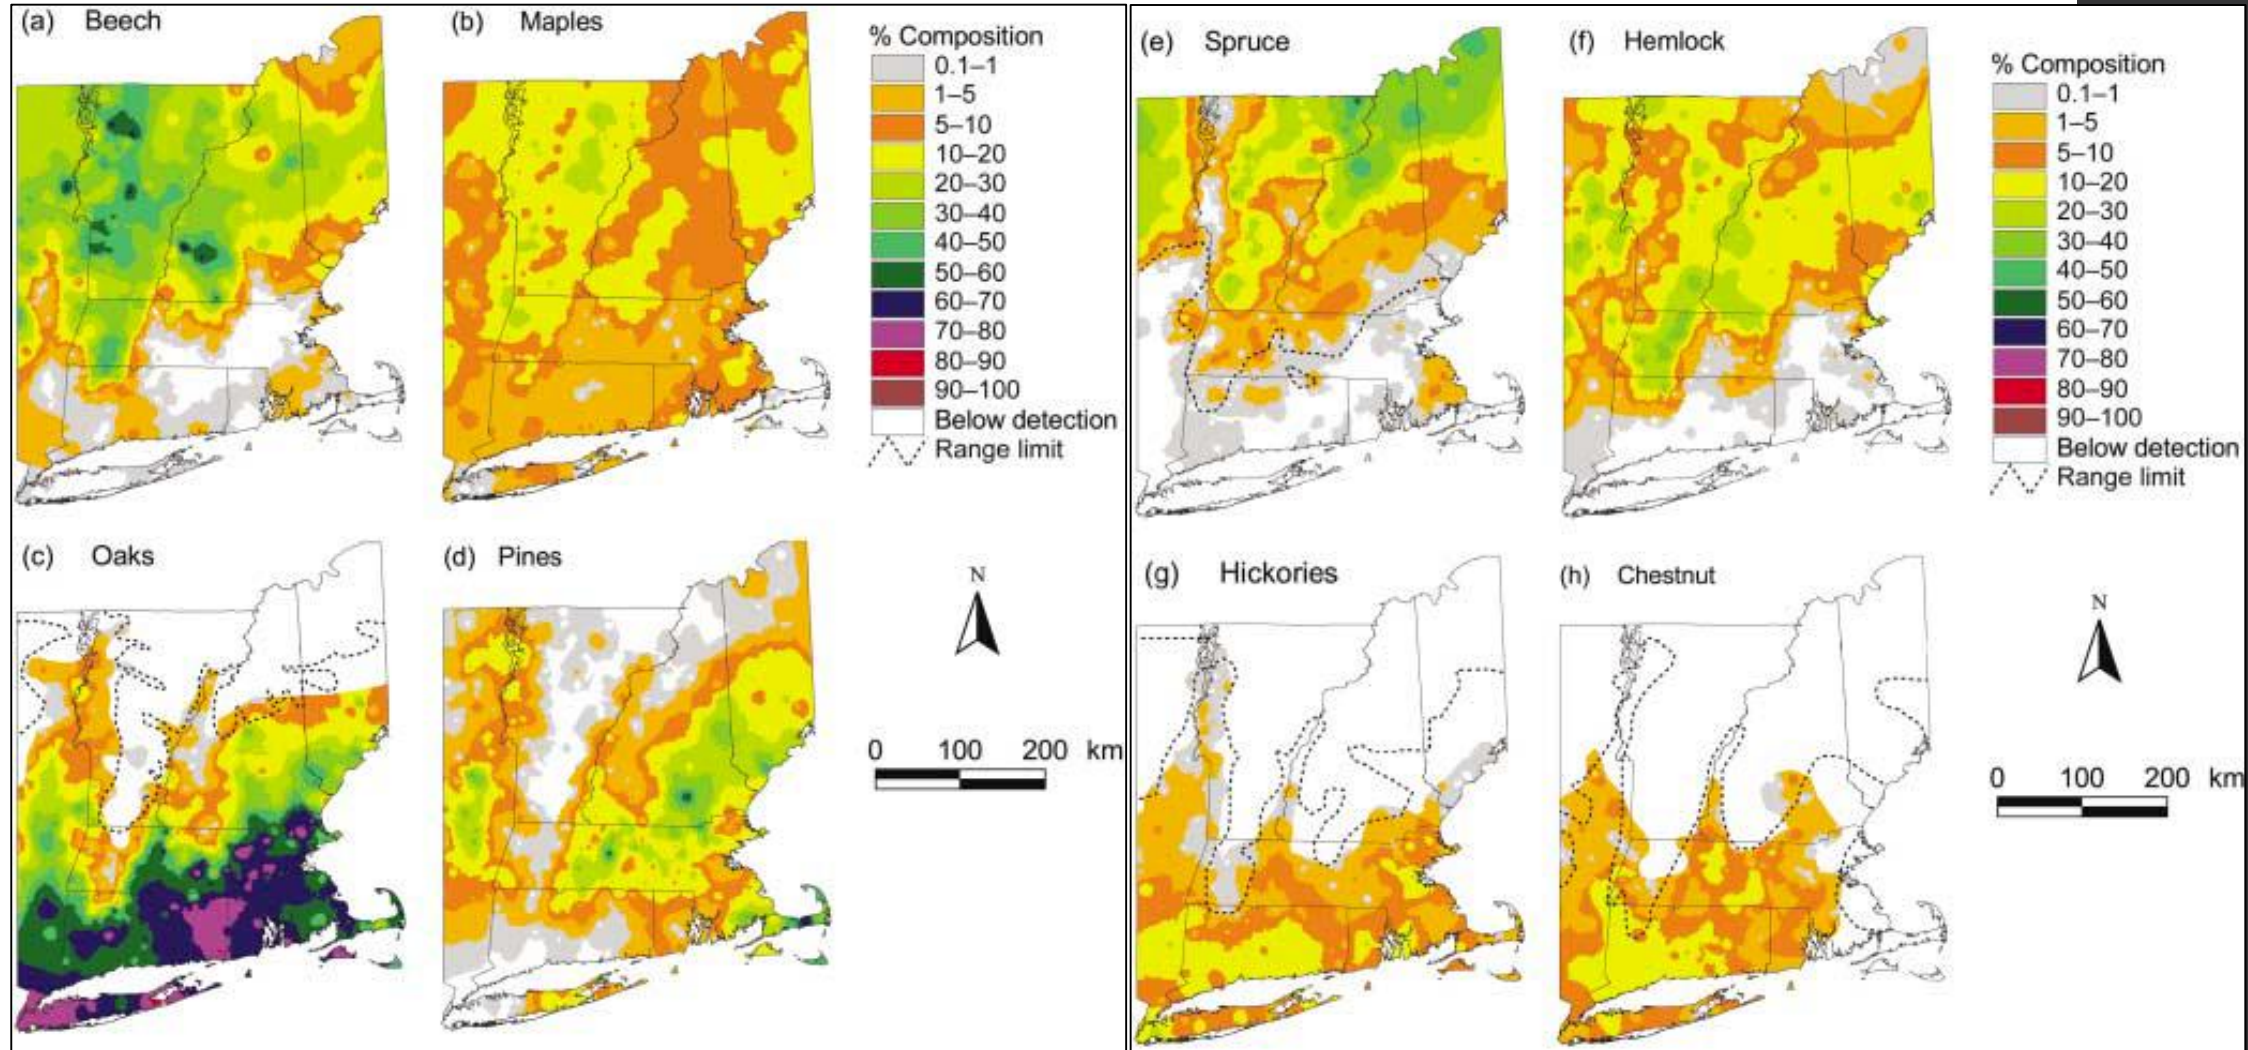 (a) Beech
(b) Maples
% Composition
0.1–1
1–5
5–10
10–20
20–30
30–40
40–50
50–60
60–70
70–80
80–90
90–100
Below detection
Range limit
(c) Oaks
(d) Pines
N
0 100 200 km
(e) Spruce
(f) Hemlock
% Composition
0.1–1
1–5
5–10
10–20
20–30
30–40
40–50
50–60
60–70
70–80
80–90
90–100
Below detection
Range limit
(g) Hickories
(h) Chestnut
N
0 100 200 km